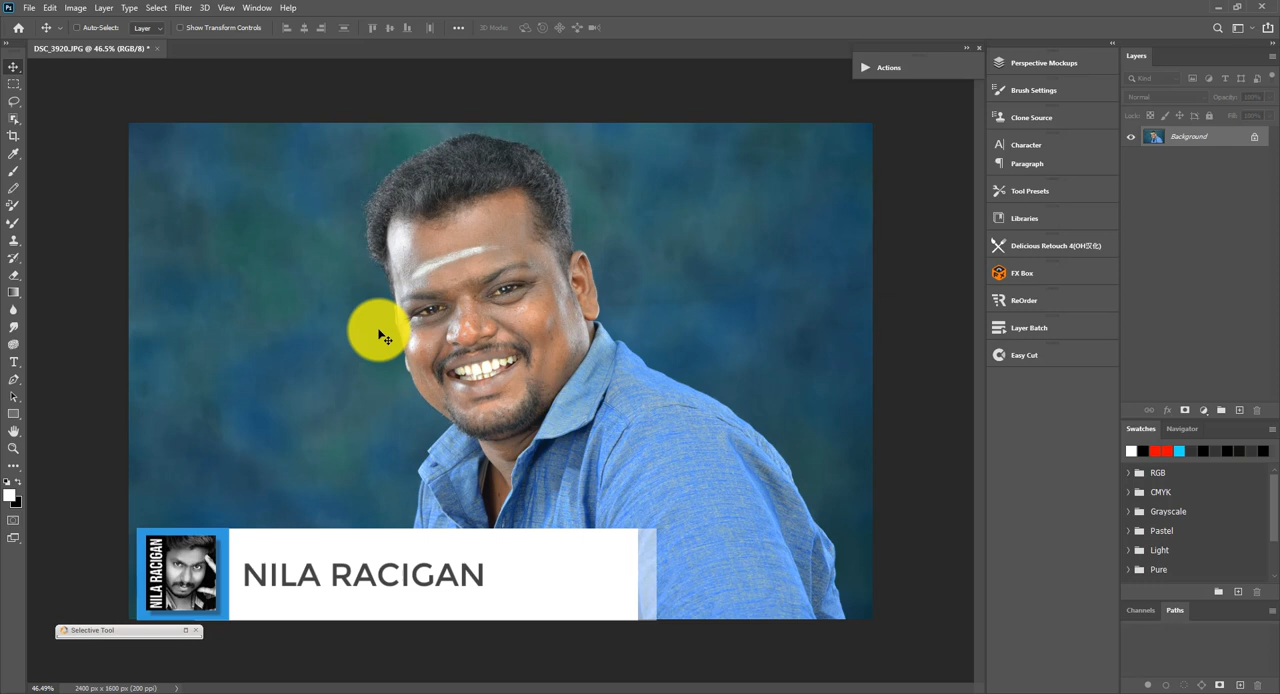 Ps File Edit Image Layer Type Select Filter 3D View Window Help
Auto-Select: Layer Show Transform Controls 3D Mode:
DSC_3920.JPG @ 46.5% (RGB/8) * ×
Actions
Perspective Mockups
Brush Settings
Clone Source
Character
Paragraph
Tool Presets
Libraries
Delicious Retouch 4(OH汉化)
FX Box
ReOrder
Layer Batch
Easy Cut
Layers
Kind
Normal Opacity: 100%
Lock: Fill: 100%
Background
Swatches Navigator
RGB
CMYK
Grayscale
Pastel
Light
Pure
Channels Paths
NILA RACIGAN
NILA RACIGAN
Selective Tool
46.49% 2400 px x 1600 px (200 ppi)